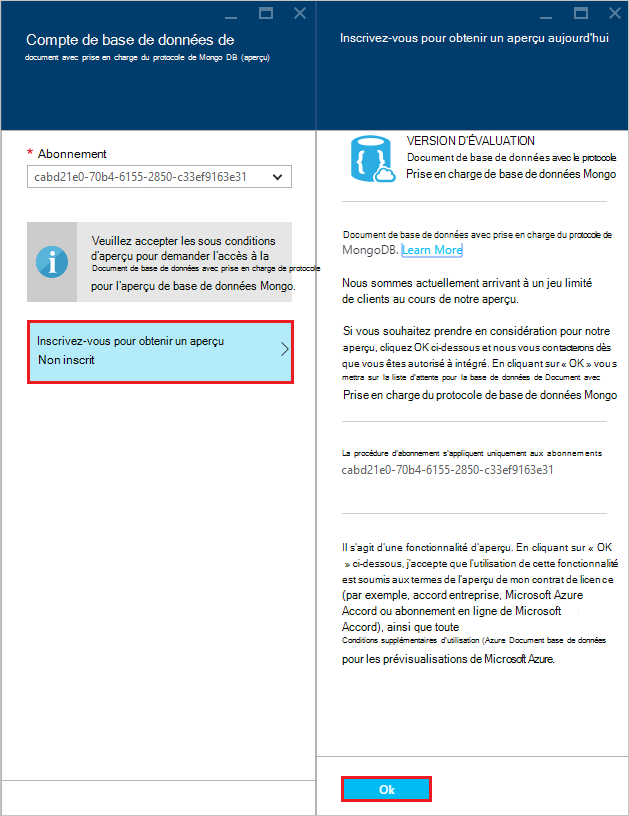 Compte de base de données de
document avec prise en charge du protocole de Mongo DB (aperçu)
* Abonnement
cabd21e0-70b4-6155-2850-c33ef9163e31
Veuillez accepter les sous conditions
d'aperçu pour demander l'accès à la
Document de base de données avec prise en charge de protocole
pour l'aperçu de base de données Mongo.
Inscrivez-vous pour obtenir un aperçu
Non inscrit
Inscrivez-vous pour obtenir un aperçu aujourd'hui
VERSION D'ÉVALUATION
Document de base de données avec le protocole
Prise en charge de base de données Mongo
Document de base de données avec prise en charge du protocole de
MongoDB. Learn More
Nous sommes actuellement arrivant à un jeu limité
de clients au cours de notre aperçu.
Si vous souhaitez prendre en considération pour notre
aperçu, cliquez OK ci-dessous et nous vous contacterons dès
que vous êtes autorisé à intégré. En cliquant sur « OK » vous
mettra sur la liste d'attente pour la base de données de Document avec
Prise en charge du protocole de base de données Mongo
La procédure d'abonnement s'appliquent uniquement aux abonnements
cabd21e0-70b4-6155-2850-c33ef9163e31
Il s'agit d'une fonctionnalité d'aperçu. En cliquant sur « OK
» ci-dessous, j'accepte que l'utilisation de cette fonctionnalité
est soumis aux termes de l'aperçu de mon contrat de licence
(par exemple, accord entreprise, Microsoft Azure
Accord ou abonnement en ligne de Microsoft
Accord), ainsi que toute
Conditions supplémentaires d'utilisation (Azure Document base de données
pour les prévisualisations de Microsoft Azure.
Ok